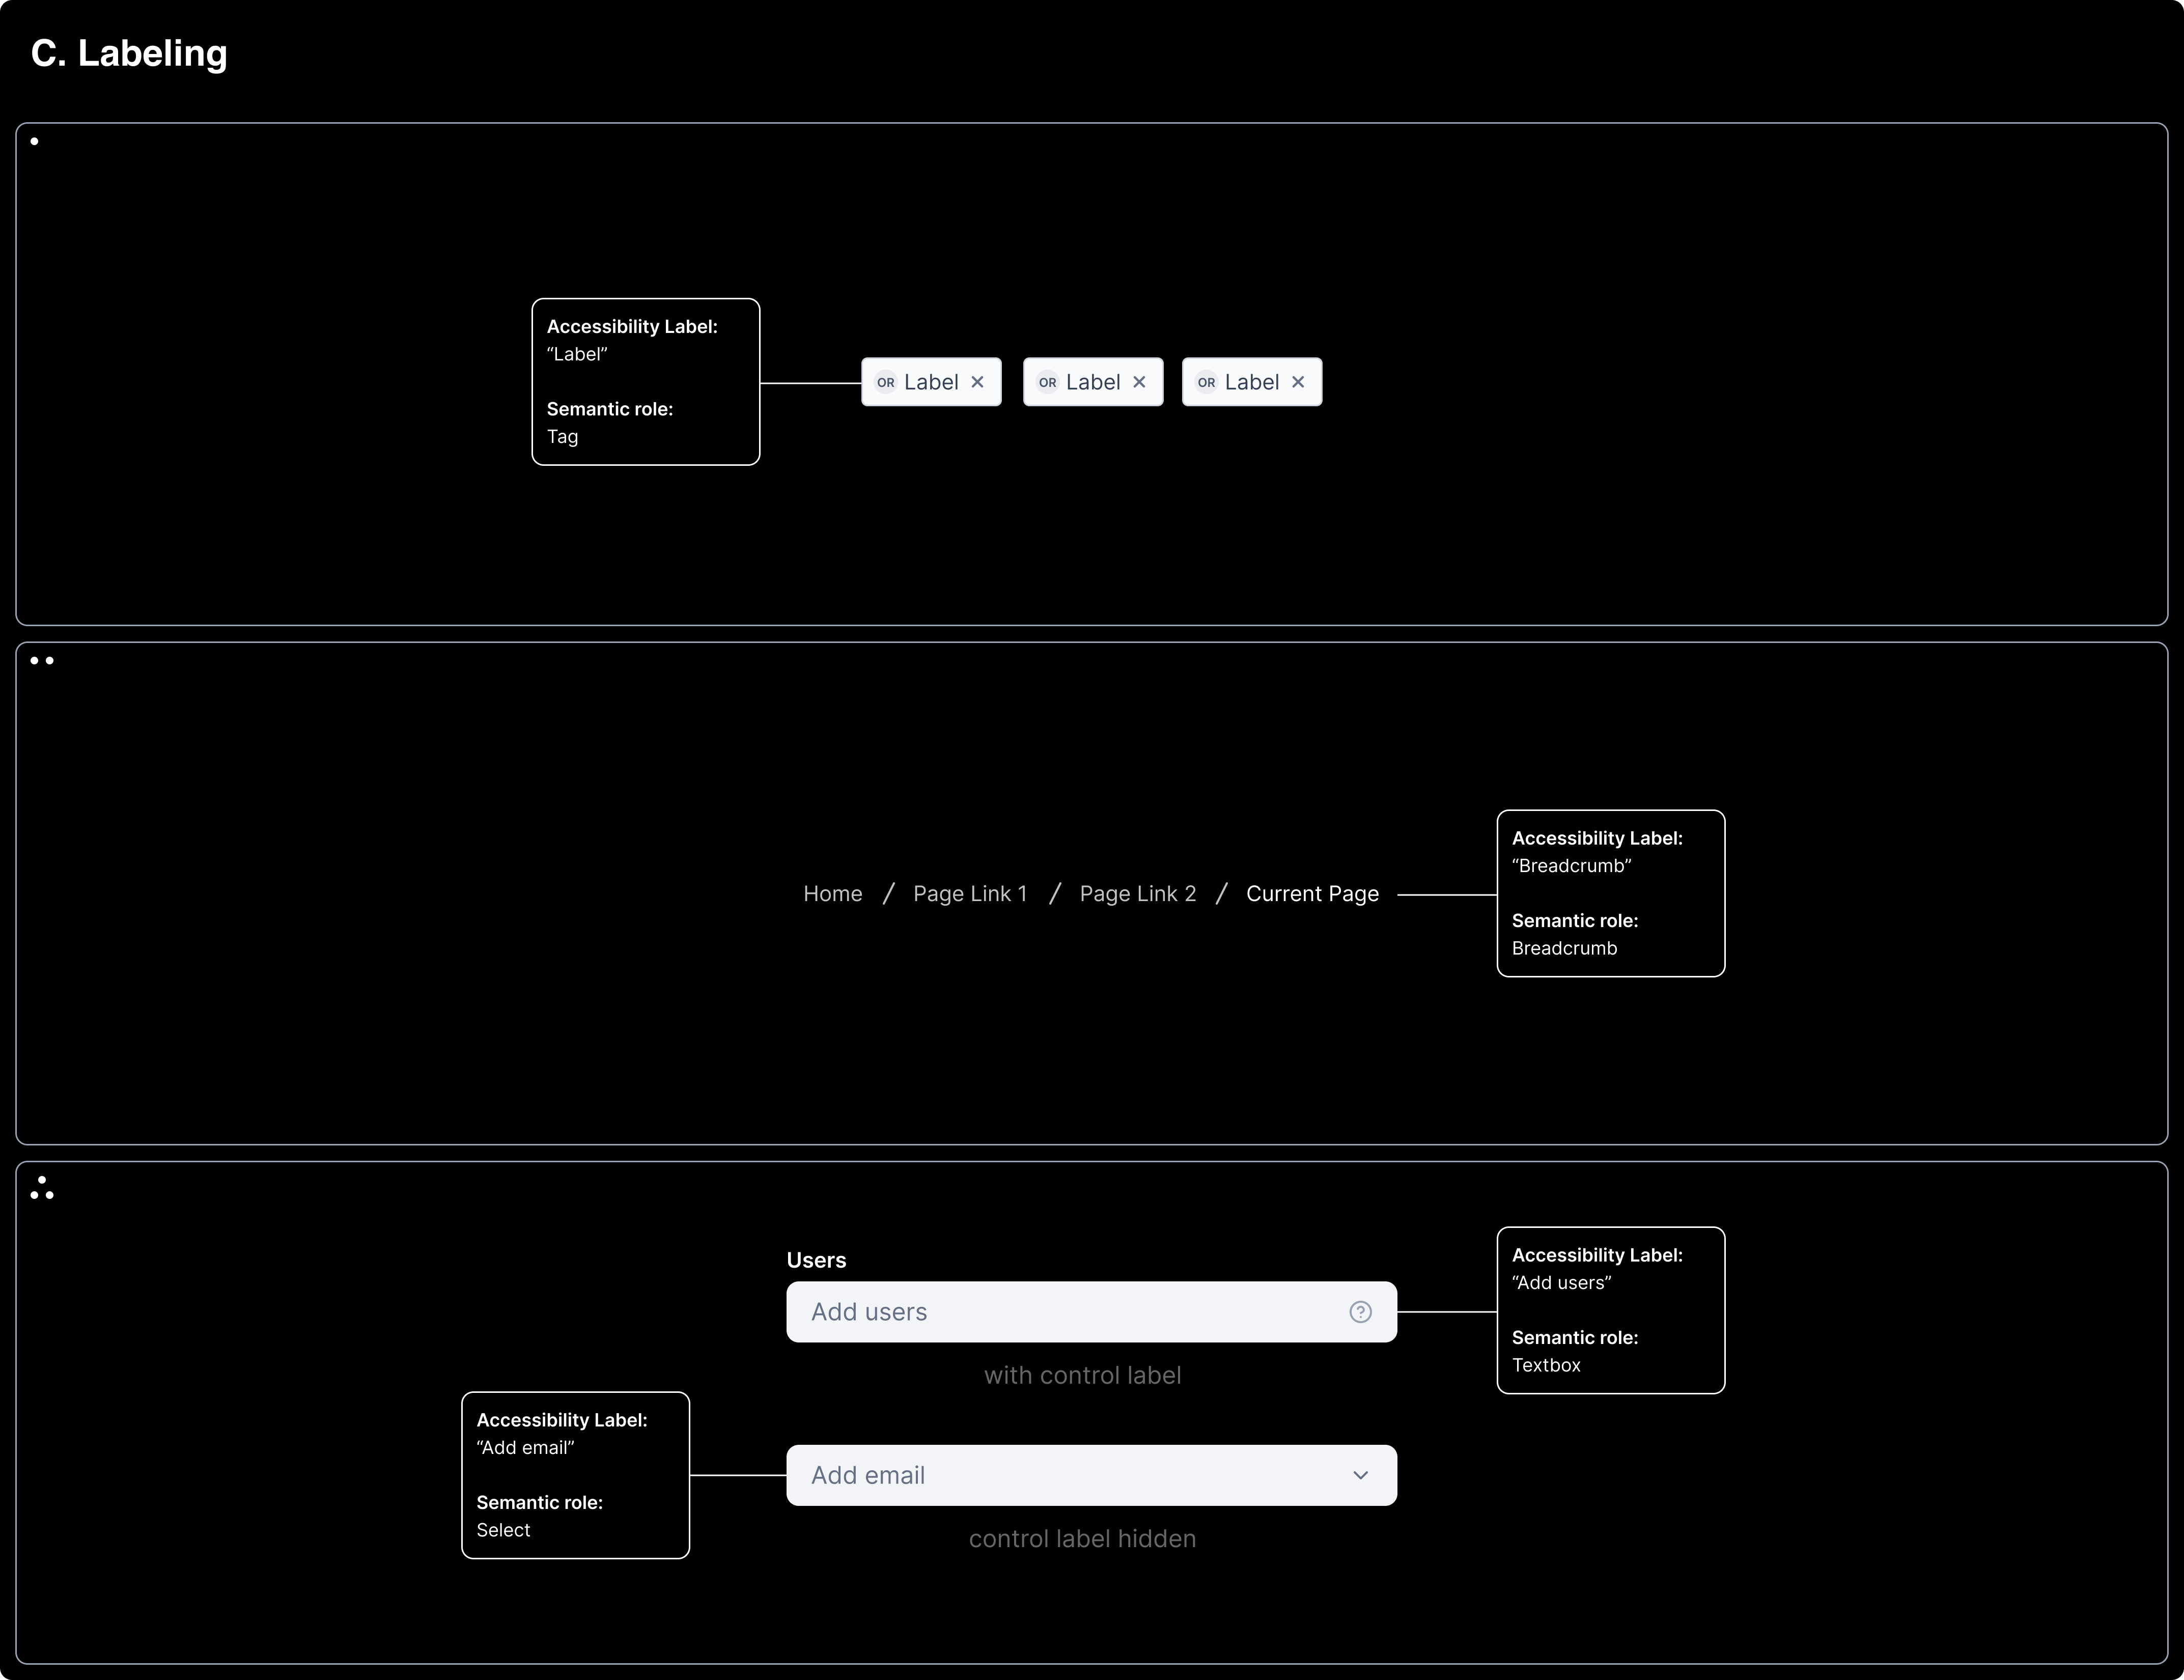 C. Labeling
Accessibility Label:
“Label”
Semantic role:
Tag
OR Label ✕ OR Label ✕ OR Label ✕
Home / Page Link 1 / Page Link 2 / Current Page
Accessibility Label:
“Breadcrumb”
Semantic role:
Breadcrumb
Users
Add users ?
with control label
Accessibility Label:
“Add users”
Semantic role:
Textbox
Accessibility Label:
“Add email”
Semantic role:
Select
Add email
control label hidden